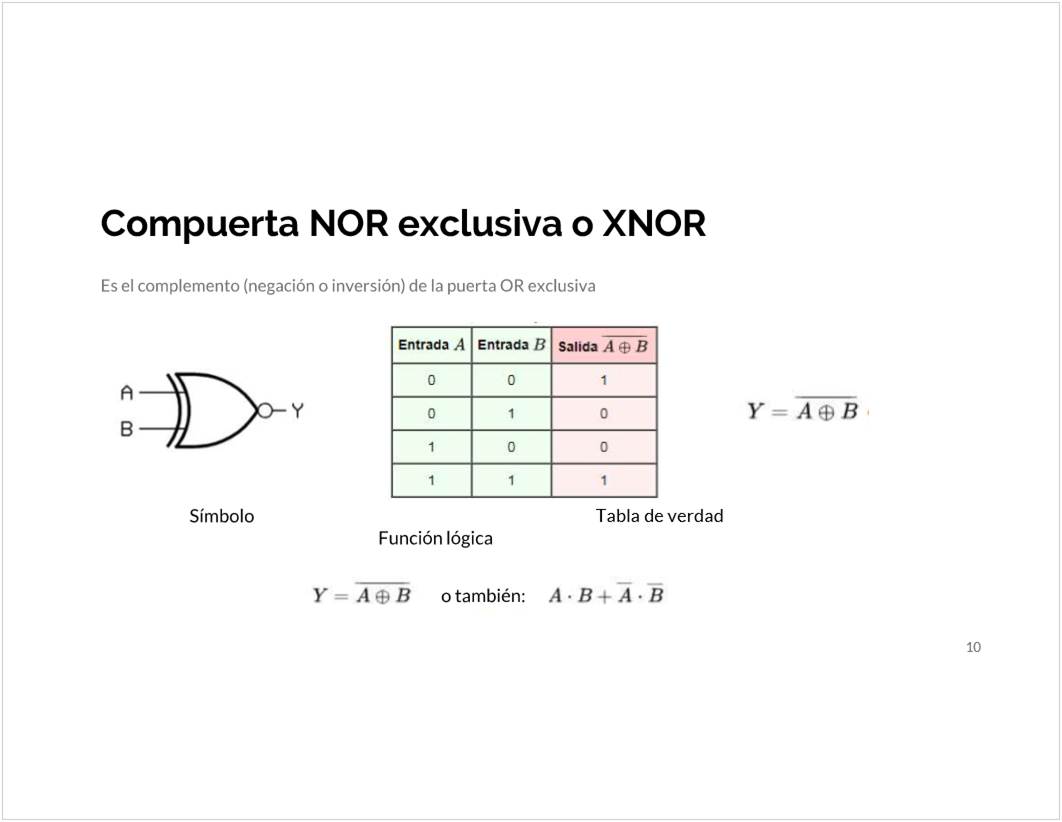 Compuerta NOR exclusiva o XNOR
Es el complemento (negación o inversión) de la puerta OR exclusiva
A
B
Y
Entrada A Entrada B Salida $\overline{A \oplus B}$
0 0 1
0 1 0
1 0 0
1 1 1
$Y = \overline{A \oplus B}$
Símbolo
Tabla de verdad
Función lógica
$Y = \overline{A \oplus B}$ o también: $A \cdot B + \overline{A} \cdot \overline{B}$
10